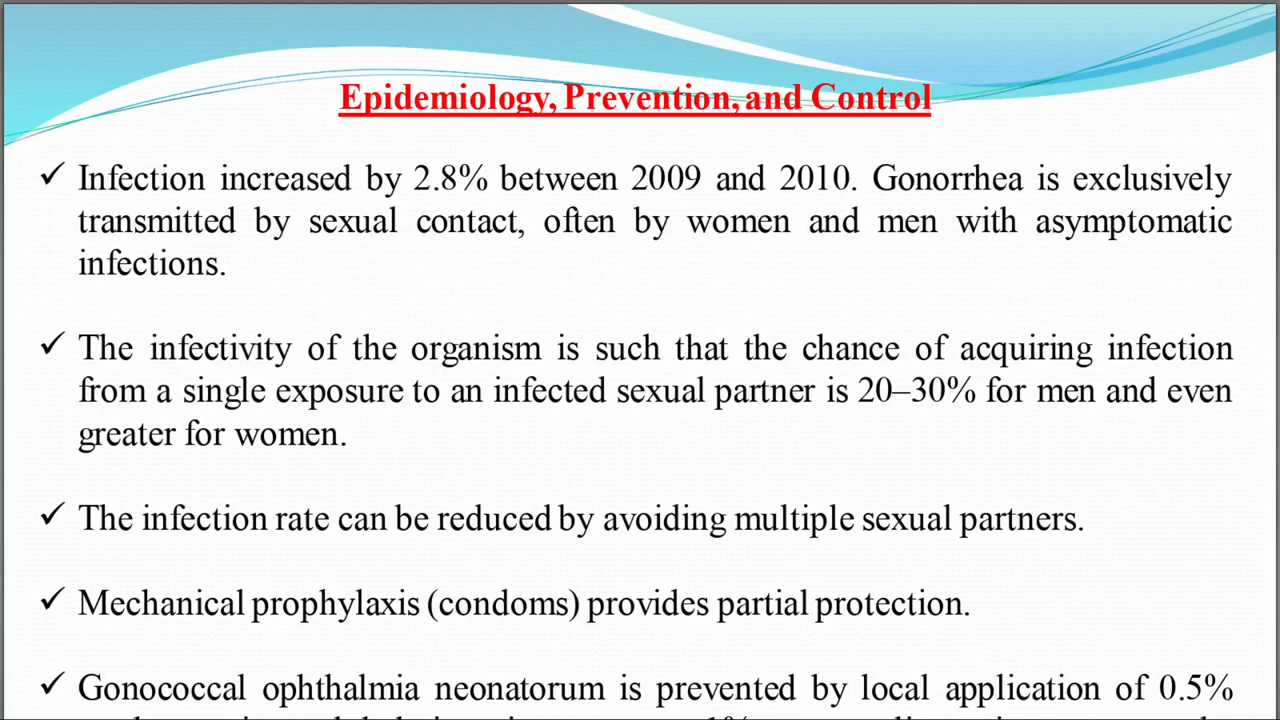 Epidemiology, Prevention, and Control
✓ Infection increased by 2.8% between 2009 and 2010. Gonorrhea is exclusively
transmitted by sexual contact, often by women and men with asymptomatic
infections.
✓ The infectivity of the organism is such that the chance of acquiring infection
from a single exposure to an infected sexual partner is 20–30% for men and even
greater for women.
✓ The infection rate can be reduced by avoiding multiple sexual partners.
✓ Mechanical prophylaxis (condoms) provides partial protection.
✓ Gonococcal ophthalmia neonatorum is prevented by local application of 0.5%